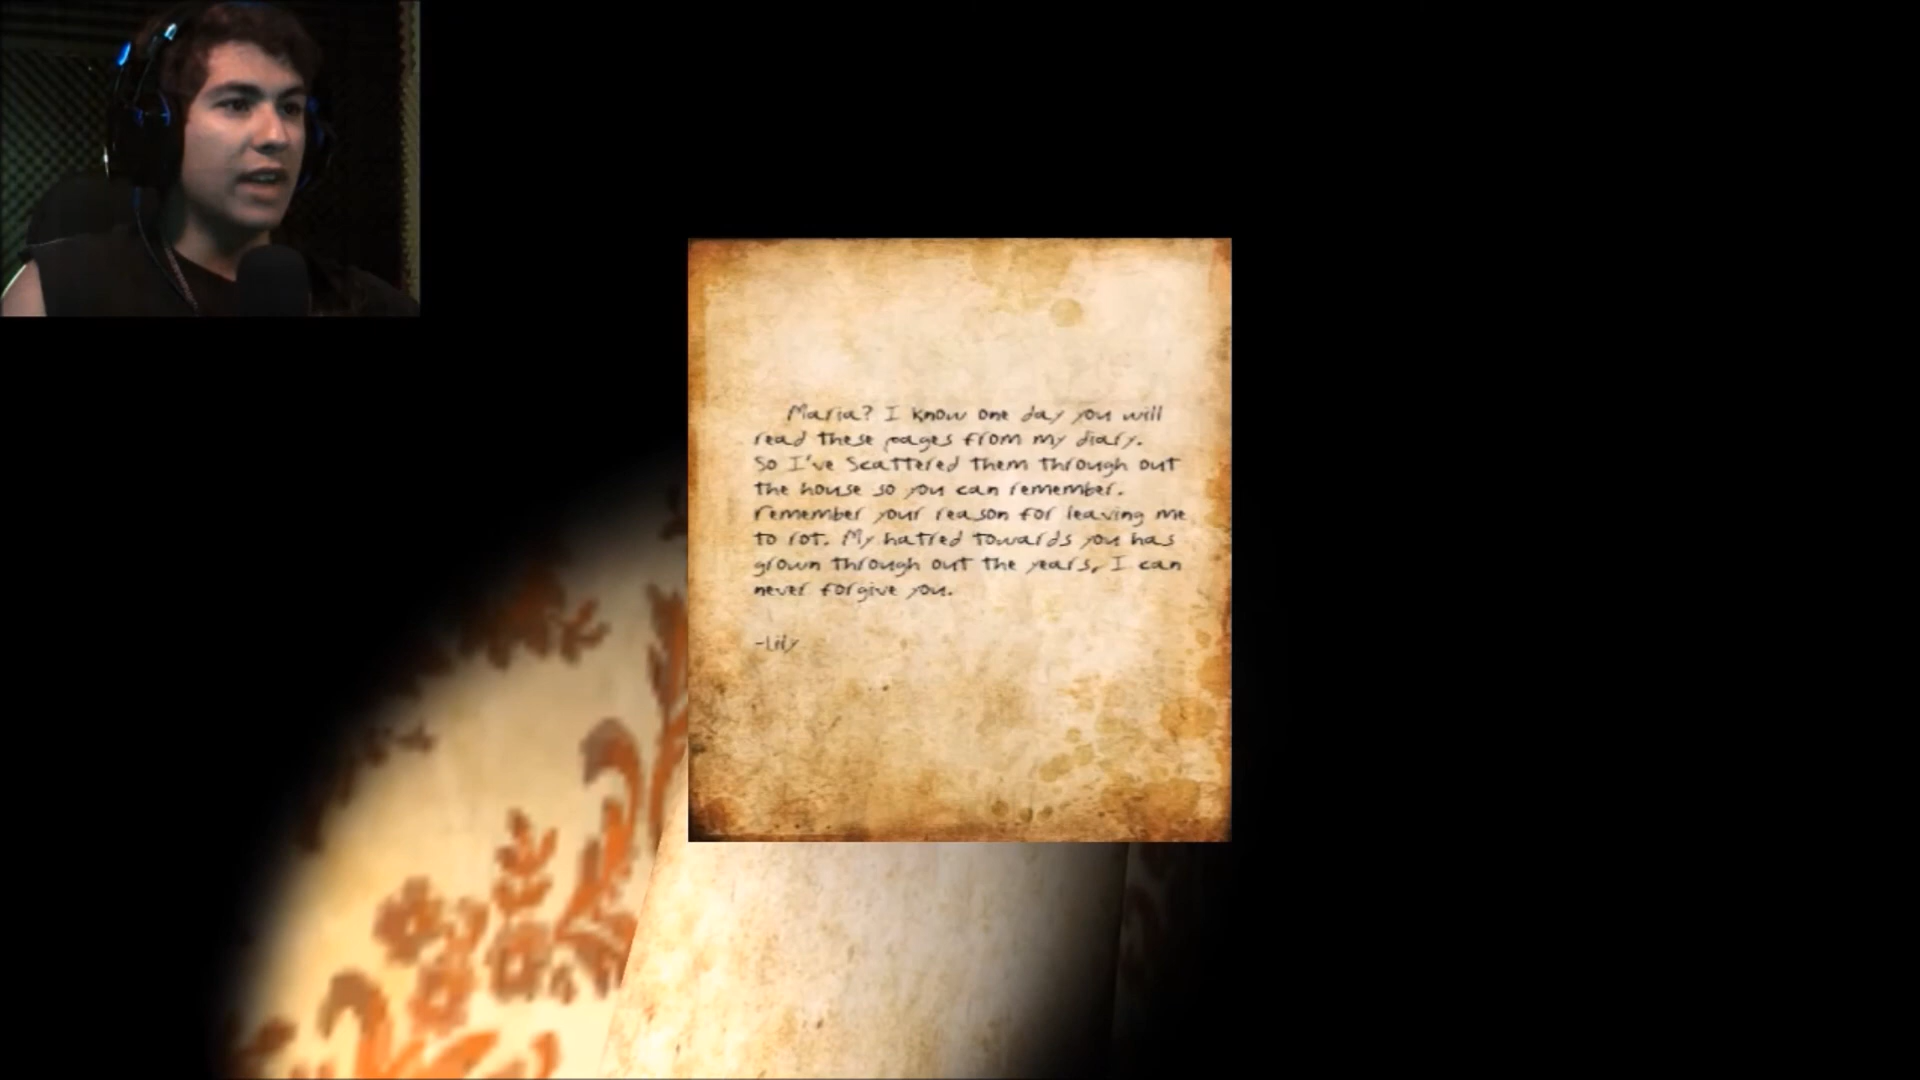 Maria? I know one day you will
read these pages from my diary.
So I've Scattered them through out
the house so you can remember.
remember your reason for leaving me
to rot. My hatred towards you has
grown through out the years, I can
never forgive you.
-Lily